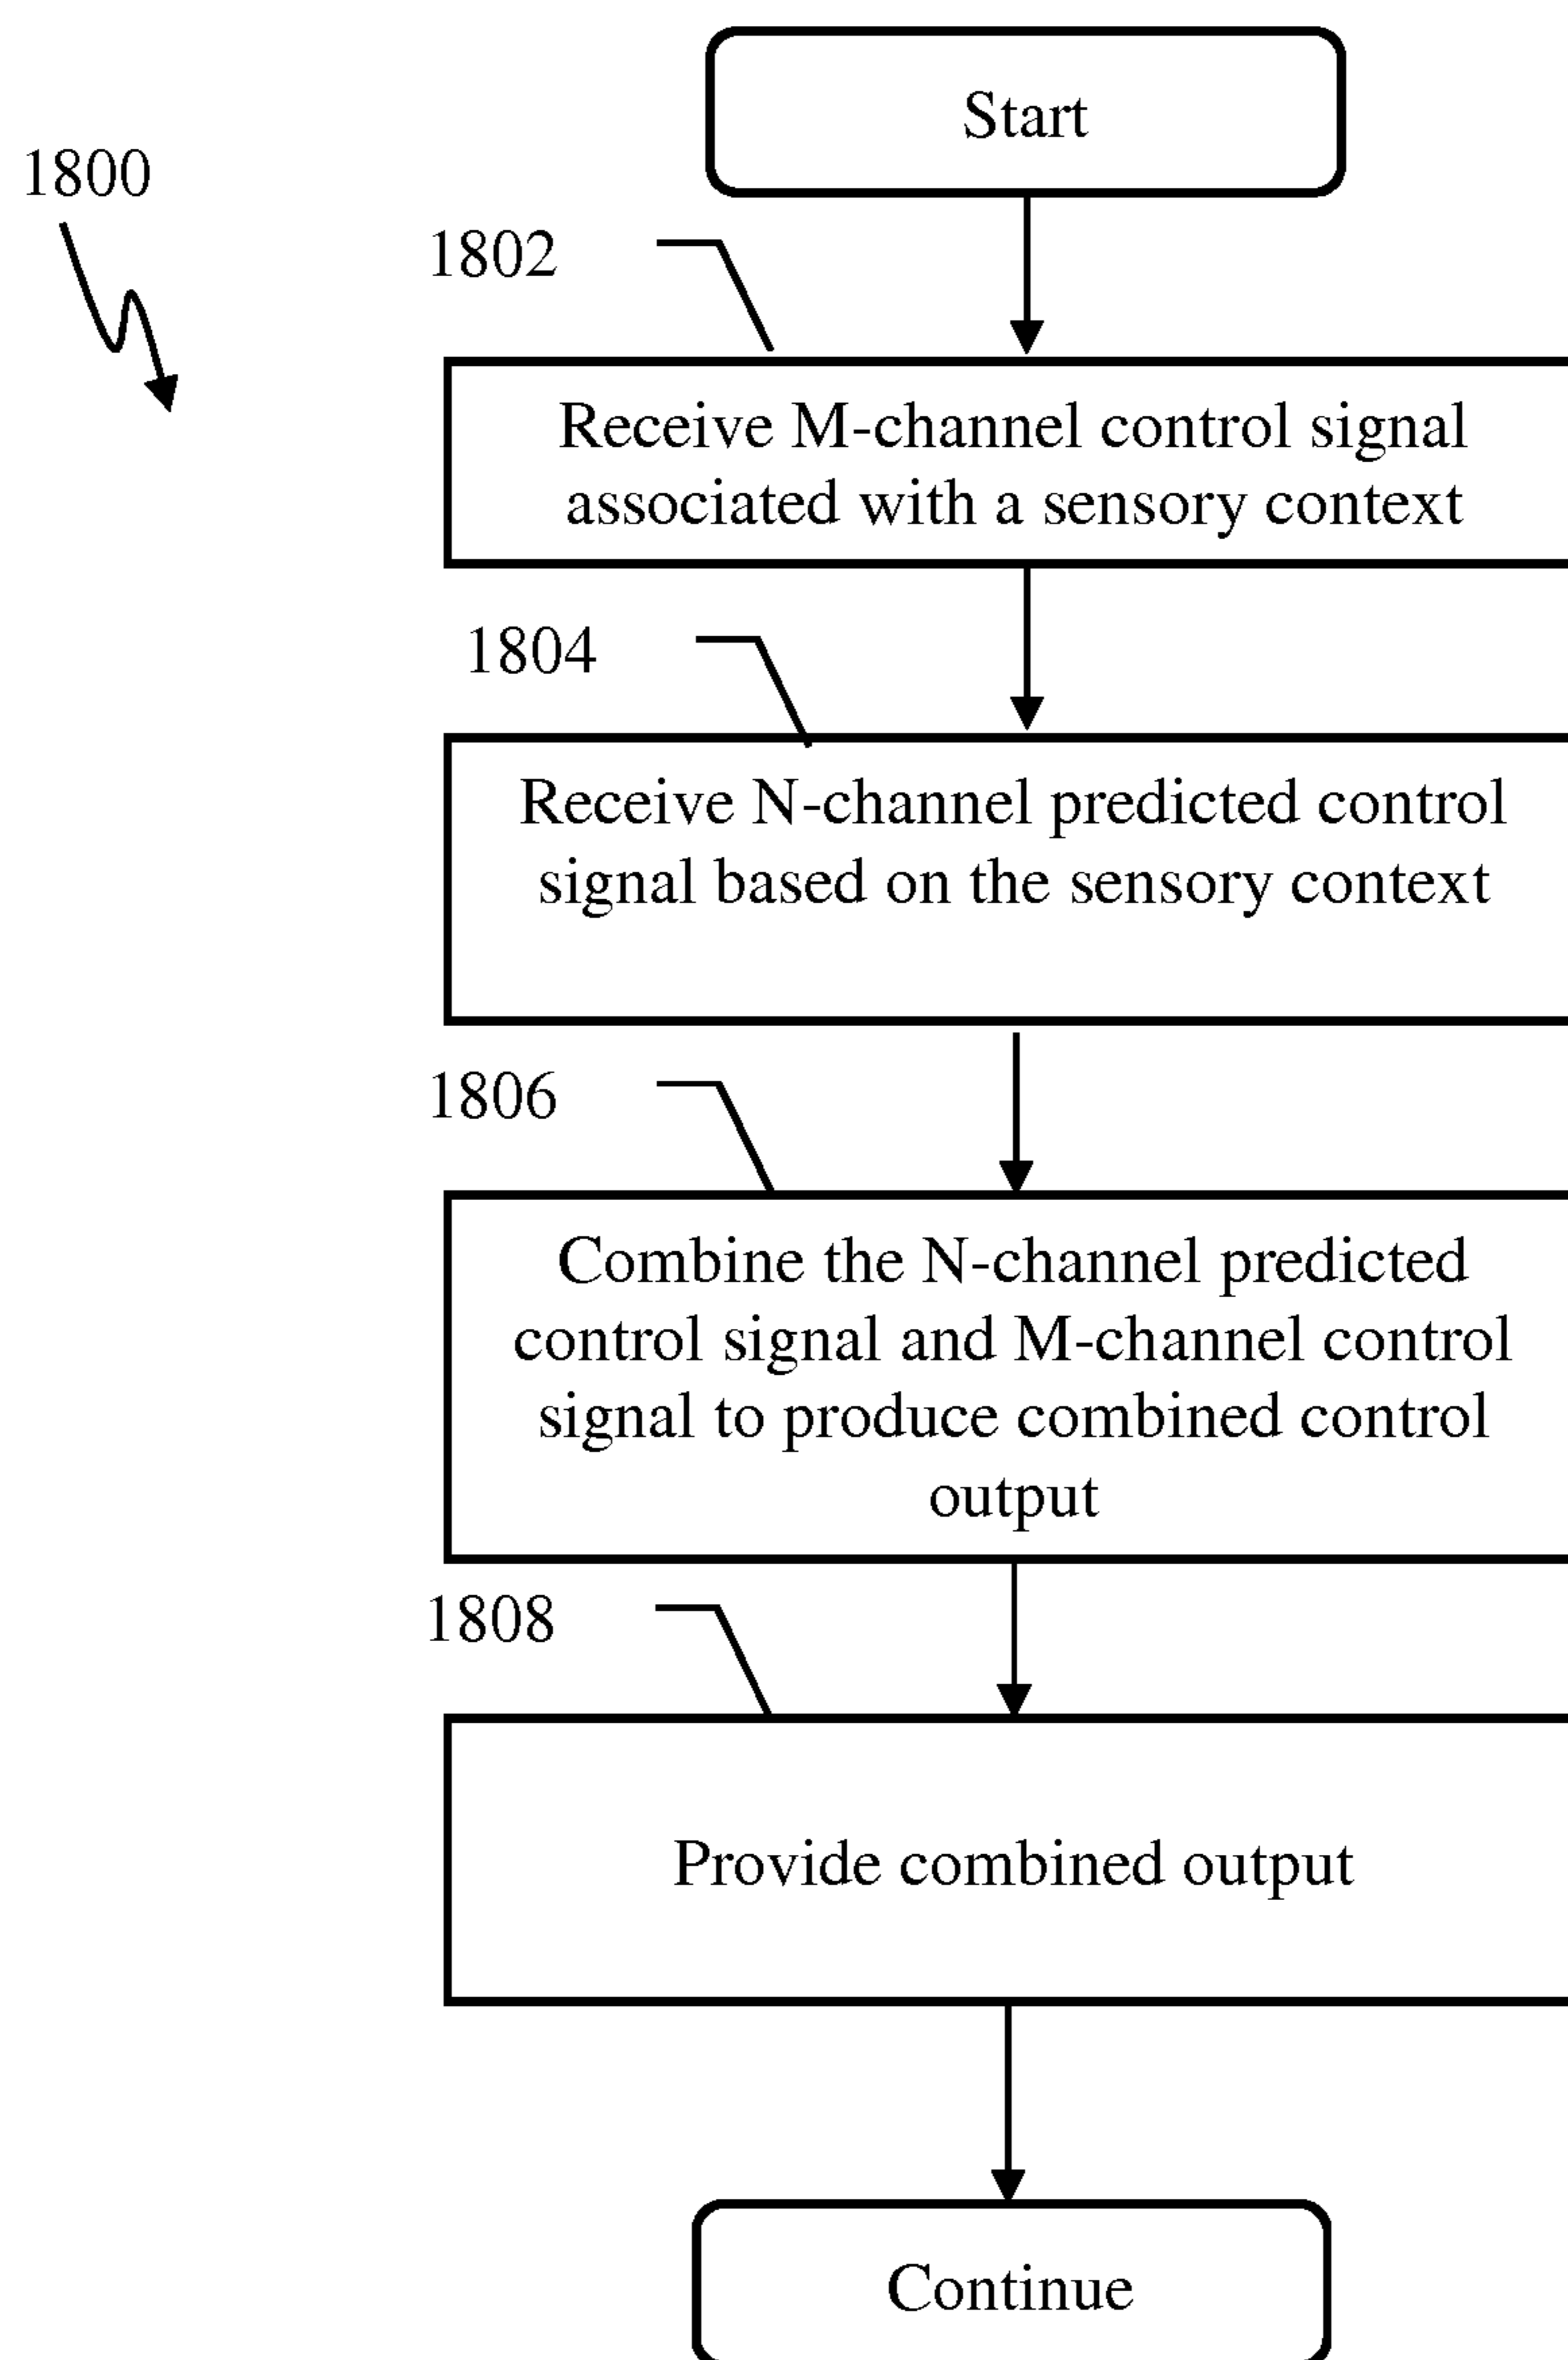 Start
1800
1802
Receive M-channel control signal
associated with a sensory context
1804
Receive N-channel predicted control
signal based on the sensory context
1806
Combine the N-channel predicted
control signal and M-channel control
signal to produce combined control
output
1808
Provide combined output
Continue